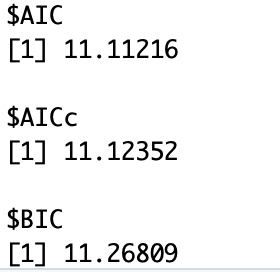 $AIC
[1] 11.11216
$AICc
[1] 11.12352
$BIC
[1] 11.26809